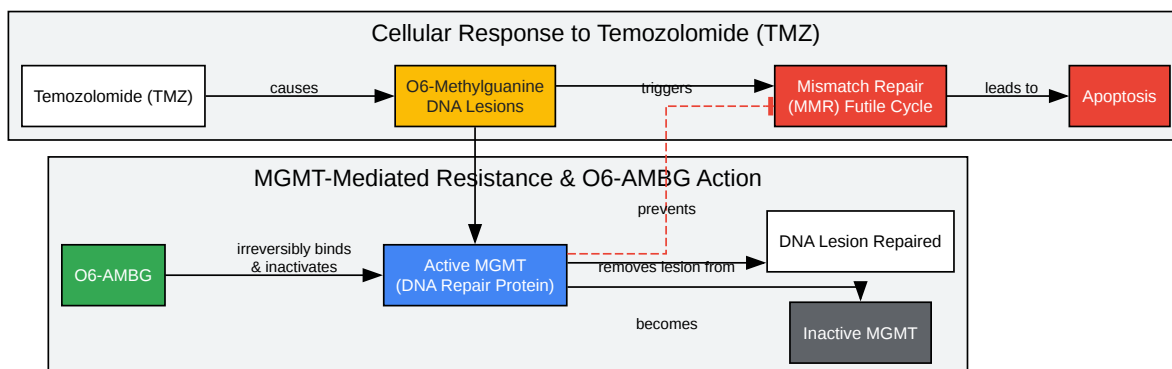 Cellular Response to Temozolomide (TMZ)
Temozolomide (TMZ)
causes
O6-Methylguanine
DNA Lesions
triggers
Mismatch Repair
(MMR) Futile Cycle
leads to
Apoptosis
MGMT-Mediated Resistance & O6-AMBG Action
prevents
O6-AMBG
irreversibly binds
& inactivates
Active MGMT
(DNA Repair Protein)
removes lesion from
DNA Lesion Repaired
becomes
Inactive MGMT